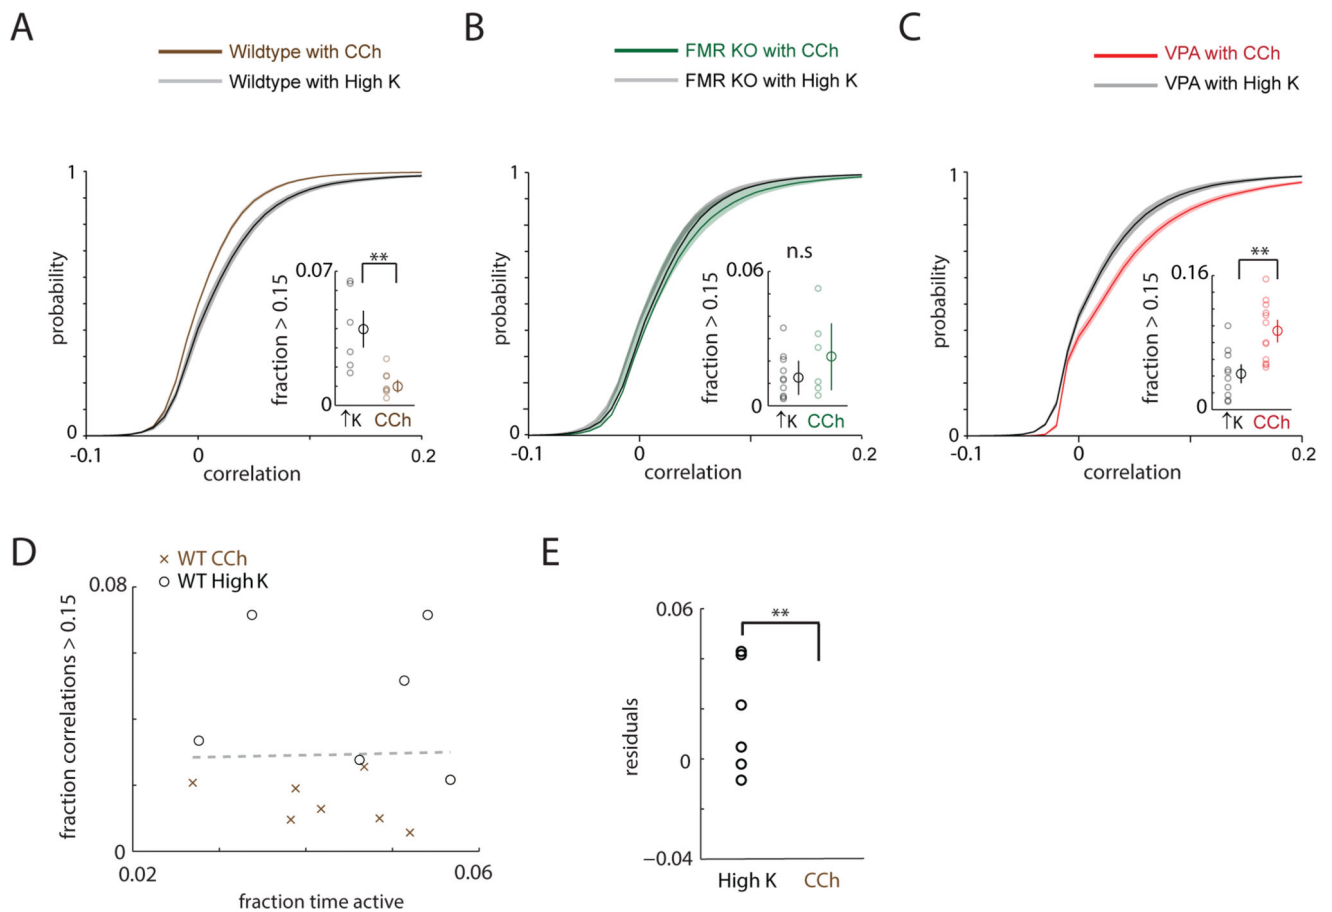 A
Wildtype with CCh
Wildtype with High K
1
probability
0
-0.1
0
0.2
correlation
0.07
fraction > 0.15
0
**
↑K
CCh
B
FMR KO with CCh
FMR KO with High K
1
probability
0
-0.1
0
0.2
correlation
n.s
0.06
fraction > 0.15
0
↑K
CCh
C
VPA with CCh
VPA with High K
1
probability
0
-0.1
0
0.2
correlation
0.16
fraction > 0.15
0
**
↑K
CCh
D
WT CCh
WT High K
0.08
fraction correlations > 0.15
0
0.02
0.06
fraction time active
E
0.06
**
residuals
0
−0.04
High K
CCh